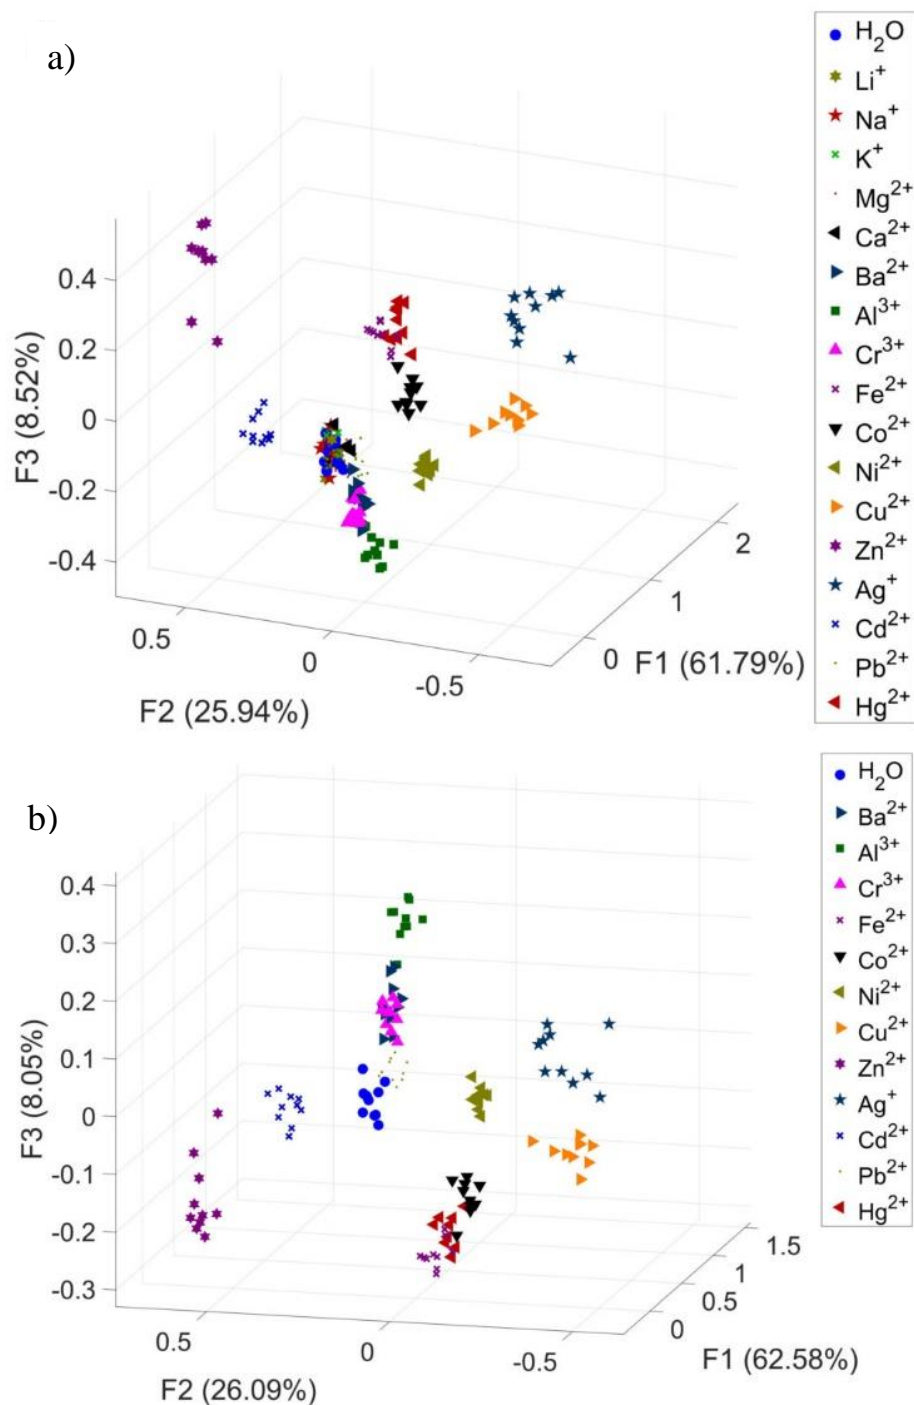 a)
H2O
Li+
Na+
K+
Mg2+
Ca2+
Ba2+
Al3+
Cr3+
Fe2+
Co2+
Ni2+
Cu2+
Zn2+
Ag+
Cd2+
Pb2+
Hg2+
F3 (8.52%)
0.4
0.2
0
-0.2
-0.4
0.5
0
-0.5
F2 (25.94%)
0
1
2
F1 (61.79%)
b)
H2O
Ba2+
Al3+
Cr3+
Fe2+
Co2+
Ni2+
Cu2+
Zn2+
Ag+
Cd2+
Pb2+
Hg2+
F3 (8.05%)
0.4
0.3
0.2
0.1
0
-0.1
-0.2
-0.3
0.5
0
-0.5
F2 (26.09%)
0
0.5
1
1.5
F1 (62.58%)